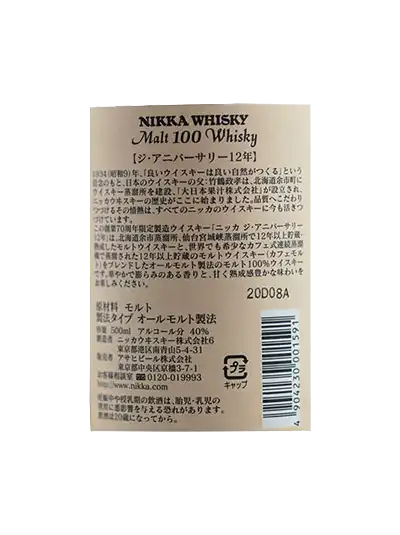 NIKKA WHISKY
Malt 100 Whisky
【ジ・アニバーサリー12年】
1934(昭和9)年、「良いウイスキーは良い自然がつくる」という
信念のもと、日本のウイスキーの父:竹鶴政孝は、北海道余市町に
ウイスキー蒸溜所を建設、「大日本果汁株式会社」が設立され、
ニッカウヰスキーの歴史がここに始まりました。品質へこだわり
つづけるその情熱は、すべてのニッカのウイスキーに今も活きつ
づけています。
この創業70周年限定製造ウイスキー「ニッカ ジ・アニバーサリー
12年」は、北海道余市蒸溜所、仙台宮城峡蒸溜所で12年以上貯蔵・
熟成したモルトウイスキーと、世界でも希少なカフェ式連続蒸溜
機で蒸溜された12年以上貯蔵のモルトウイスキー(カフェモル
ト)をブレンドしたオールモルト製法のモルト100%ウイスキー
です。華やかで膨らみのある香りと、甘く熟成感豊かな味わいを
お楽しみください。
20D08A
原材料 モルト
製法タイプ オールモルト製法
容量 500ml アルコール分 40%
製造者 ニッカウヰスキー株式会社6
東京都港区南青山5-4-31
発売者 アサヒビール株式会社
東京都中央区京橋3-7-1
お客様相談室 0120-019993
http://www.nikka.com
妊娠中や授乳期の飲酒は、胎児・乳児の
発育に悪影響を与える恐れがあります。
飲酒は20歳になってから。
プラ
キャップ
4 904230 001591